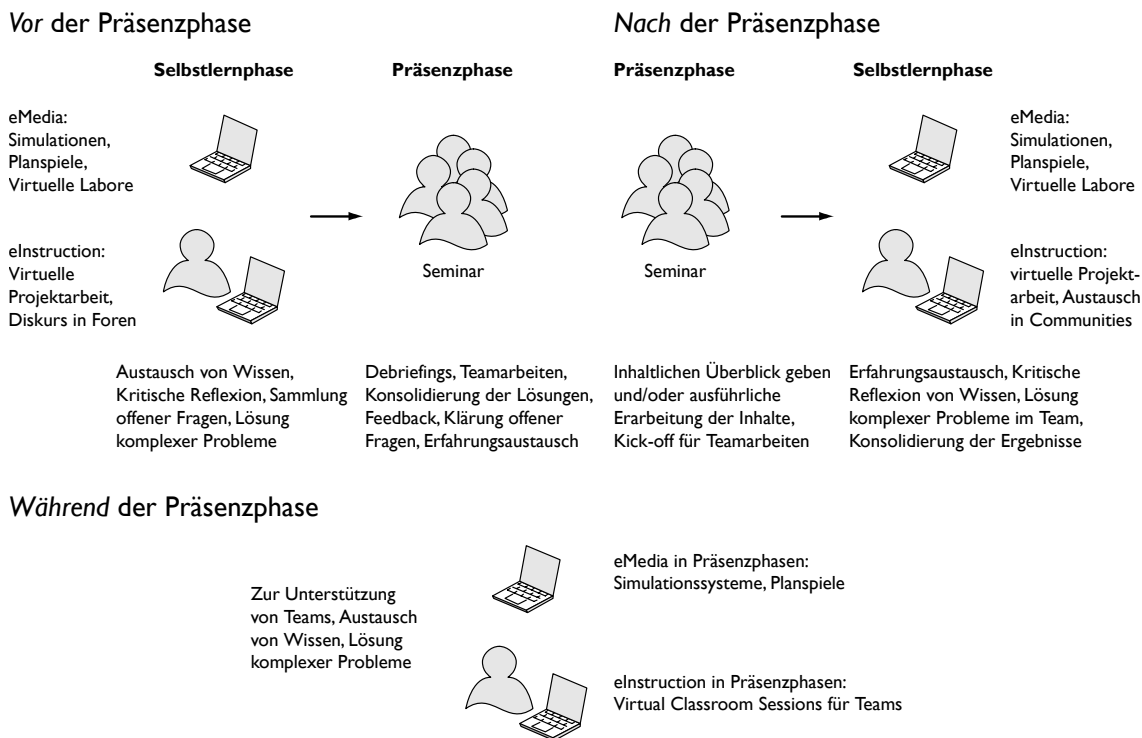 Vor der Präsenzphase
Selbstlernphase
Präsenzphase
eMedia:
Simulationen,
Planspiele,
Virtuelle Labore
eInstruction:
Virtuelle
Projektarbeit,
Diskurs in Foren
Seminar
Austausch von Wissen,
Kritische Reflexion, Sammlung
offener Fragen, Lösung
komplexer Probleme
Debriefings, Teamarbeiten,
Konsolidierung der Lösungen,
Feedback, Klärung offener
Fragen, Erfahrungsaustausch
Nach der Präsenzphase
Präsenzphase
Selbstlernphase
Seminar
eMedia:
Simulationen,
Planspiele,
Virtuelle Labore
eInstruction:
virtuelle Projekt-
arbeit, Austausch
in Communities
Inhaltlichen Überblick geben
und/oder ausführliche
Erarbeitung der Inhalte,
Kick-off für Teamarbeiten
Erfahrungsaustausch, Kritische
Reflexion von Wissen, Lösung
komplexer Probleme im Team,
Konsolidierung der Ergebnisse
Während der Präsenzphase
Zur Unterstützung
von Teams, Austausch
von Wissen, Lösung
komplexer Probleme
eMedia in Präsenzphasen:
Simulationssysteme, Planspiele
eInstruction in Präsenzphasen:
Virtual Classroom Sessions für Teams